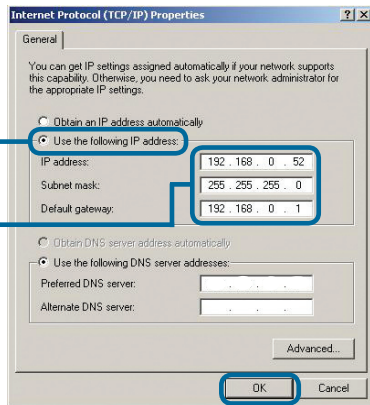 Internet Protocol (TCP/IP) Properties ? ×
General
You can get IP settings assigned automatically if your network supports
this capability. Otherwise, you need to ask your network administrator for
the appropriate IP settings.
Obtain an IP address automatically
Use the following IP address:
IP address: 192 . 168 . 0 . 52
Subnet mask: 255 . 255 . 255 . 0
Default gateway: 192 . 168 . 0 . 1
Obtain DNS server address automatically
Use the following DNS server addresses:
Preferred DNS server: . . .
Alternate DNS server: . . .
Advanced...
OK Cancel